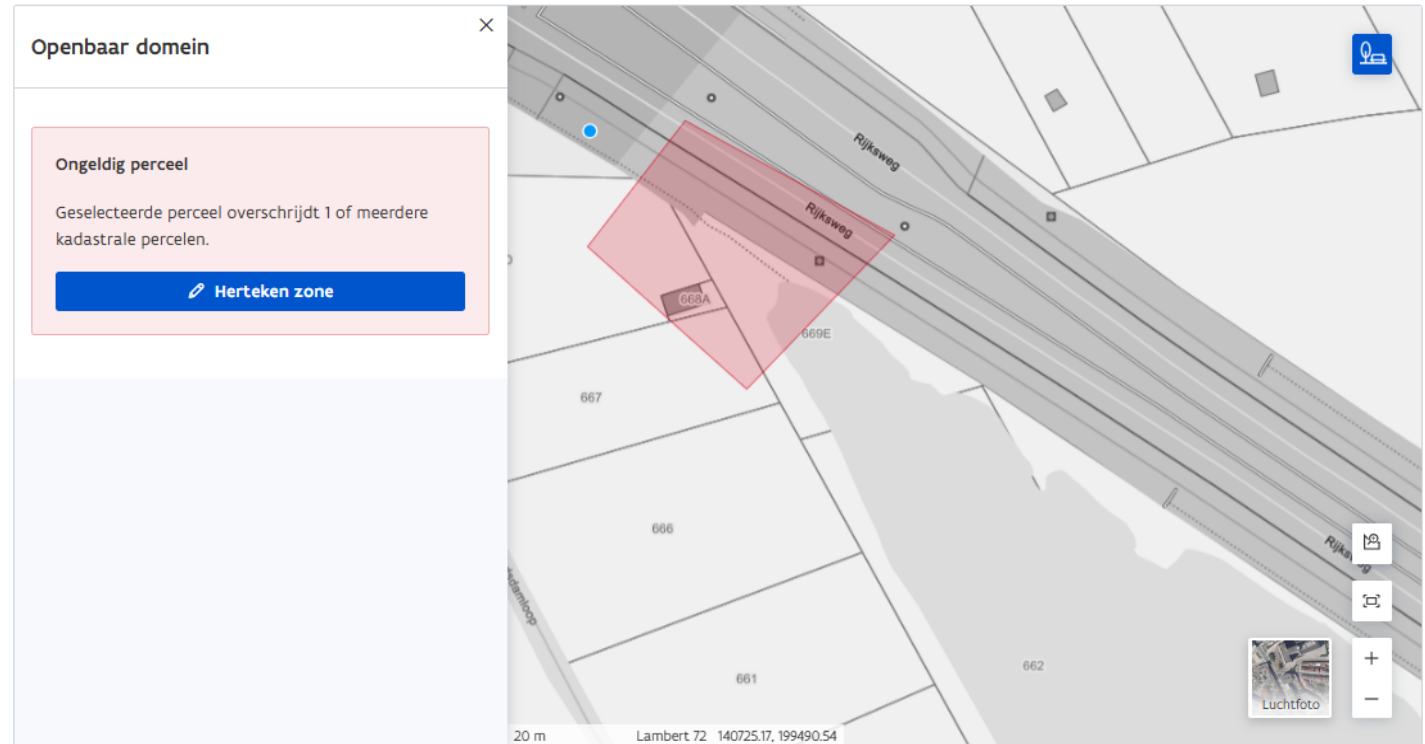 Openbaar domein
Ongeldig perceel
Geselecteerde perceel overschrijdt 1 of meerdere
kadastrale percelen.
Herteken zone
Rijksweg
Rijksweg
668A
669E
667
666
661
662
Luchtfoto
20 m
Lambert 72 140725.17, 199490.54